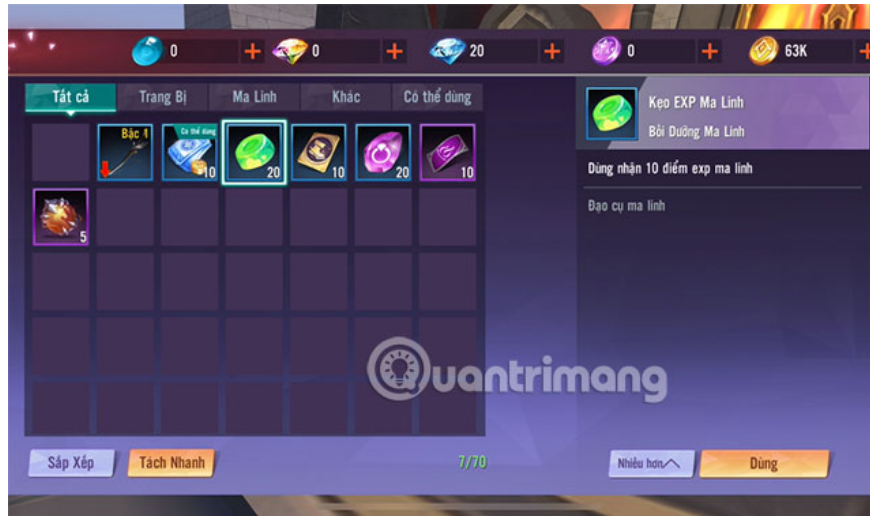 0 0 20 0 63K
Tất cả Trang Bị Ma Linh Khác Có thể dùng
Bậc 4 Có thể dùng
10 20 10 20 10
5
Kẹo EXP Ma Linh
Bồi Dưỡng Ma Linh
Dùng nhận 10 điểm exp ma linh
Đạo cụ ma linh
Quantrimang
Sắp Xếp Tách Nhanh 7/70 Nhiều hơn Dùng